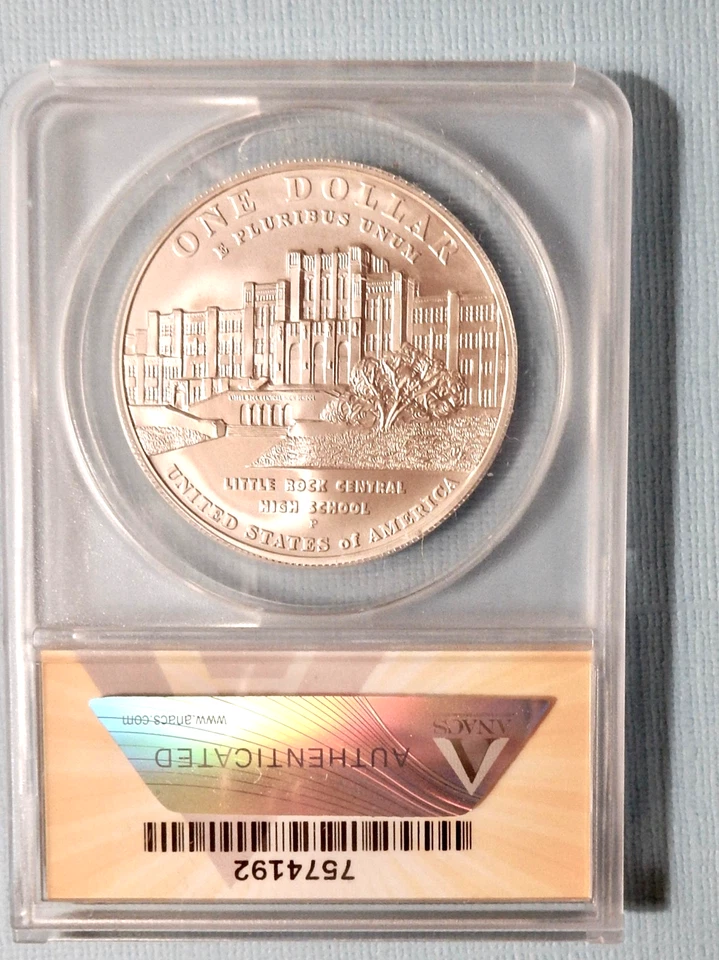 ONE DOLLAR
E PLURIBUS UNUM
LITTLE ROCK CENTRAL
HIGH SCHOOL
P
UNITED STATES of AMERICA
ANACS
www.anacs.com
AUTHENTICATED
7574192